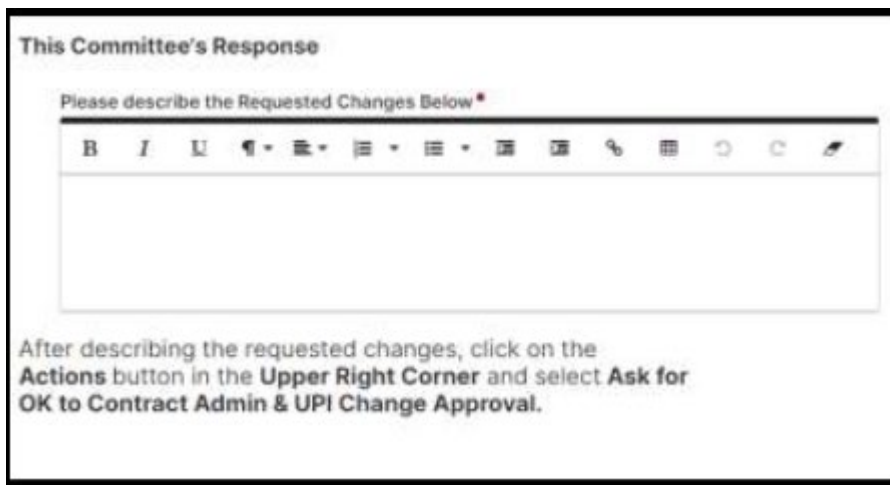 This Committee's Response
Please describe the Requested Changes Below*
B I U ¶
After describing the requested changes, click on the
Actions button in the Upper Right Corner and select Ask for
OK to Contract Admin & UPI Change Approval.